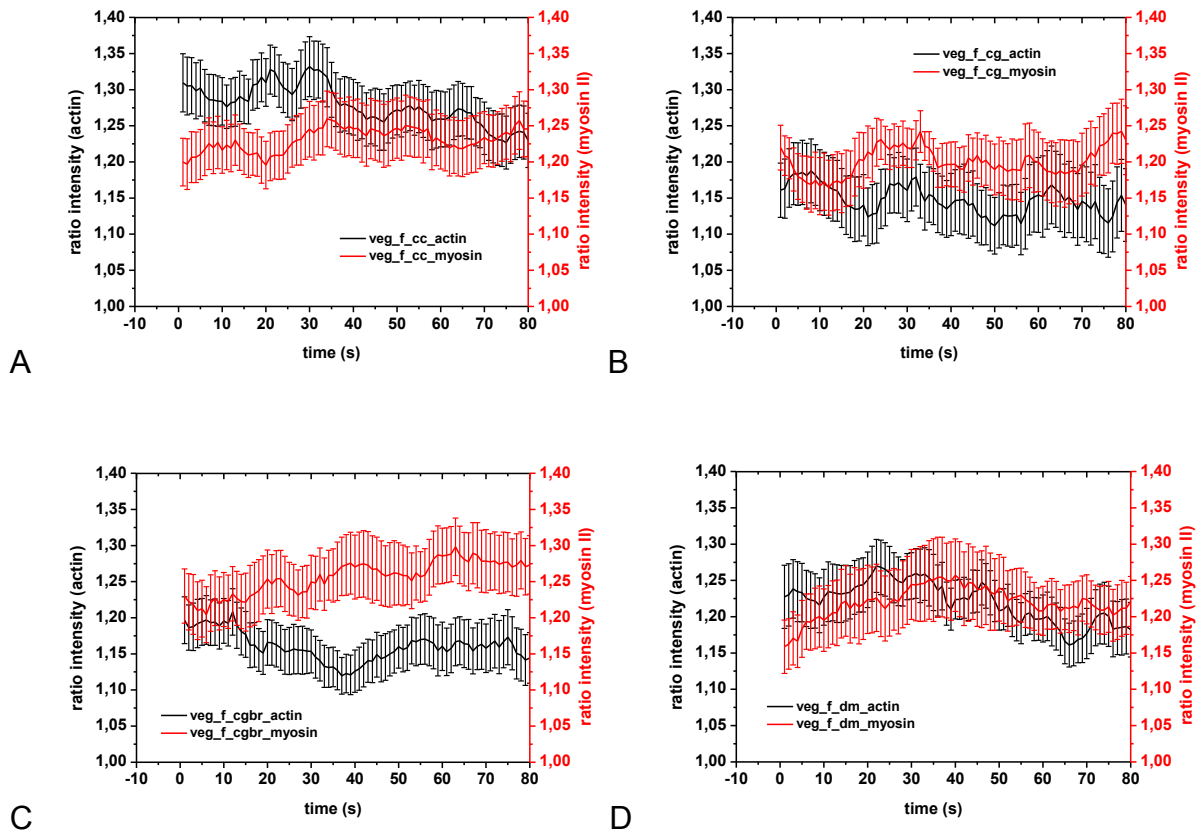 1,40
1,35
1,30
1,25
1,20
1,15
1,10
1,05
1,00
ratio intensity (actin)
-10 0 10 20 30 40 50 60 70 80
time (s)
veg_f_cc_actin
veg_f_cc_myosin
1,40
1,35
1,30
1,25
1,20
1,15
1,10
1,05
1,00
ratio intensity (myosin II)
A
1,40
1,35
1,30
1,25
1,20
1,15
1,10
1,05
1,00
ratio intensity (actin)
-10 0 10 20 30 40 50 60 70 80
time (s)
veg_f_cg_actin
veg_f_cg_myosin
1,40
1,35
1,30
1,25
1,20
1,15
1,10
1,05
1,00
ratio intensity (myosin II)
B
1,40
1,35
1,30
1,25
1,20
1,15
1,10
1,05
1,00
ratio intensity (actin)
-10 0 10 20 30 40 50 60 70 80
time (s)
veg_f_cgbr_actin
veg_f_cgbr_myosin
1,40
1,35
1,30
1,25
1,20
1,15
1,10
1,05
1,00
ratio intensity (myosin II)
C
1,40
1,35
1,30
1,25
1,20
1,15
1,10
1,05
1,00
ratio intensity (actin)
-10 0 10 20 30 40 50 60 70 80
time (s)
veg_f_dm_actin
veg_f_dm_myosin
1,40
1,35
1,30
1,25
1,20
1,15
1,10
1,05
1,00
ratio intensity (myosin II)
D